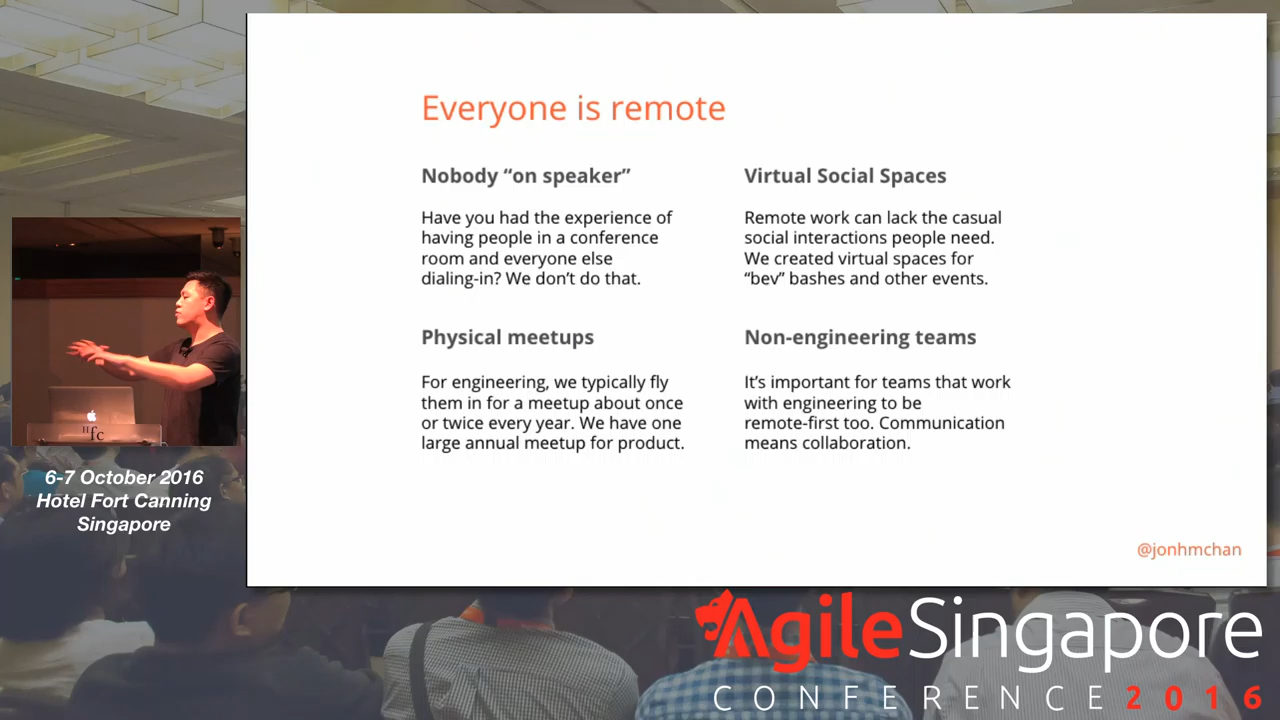 Everyone is remote
Nobody “on speaker”
Have you had the experience of
having people in a conference
room and everyone else
dialing-in? We don’t do that.
Virtual Social Spaces
Remote work can lack the casual
social interactions people need.
We created virtual spaces for
“bev” bashes and other events.
Physical meetups
For engineering, we typically fly
them in for a meetup about once
or twice every year. We have one
large annual meetup for product.
Non-engineering teams
It’s important for teams that work
with engineering to be
remote-first too. Communication
means collaboration.
@jonhmchan
6-7 October 2016
Hotel Fort Canning
Singapore
AgileSingapore
CONFERENCE 2016